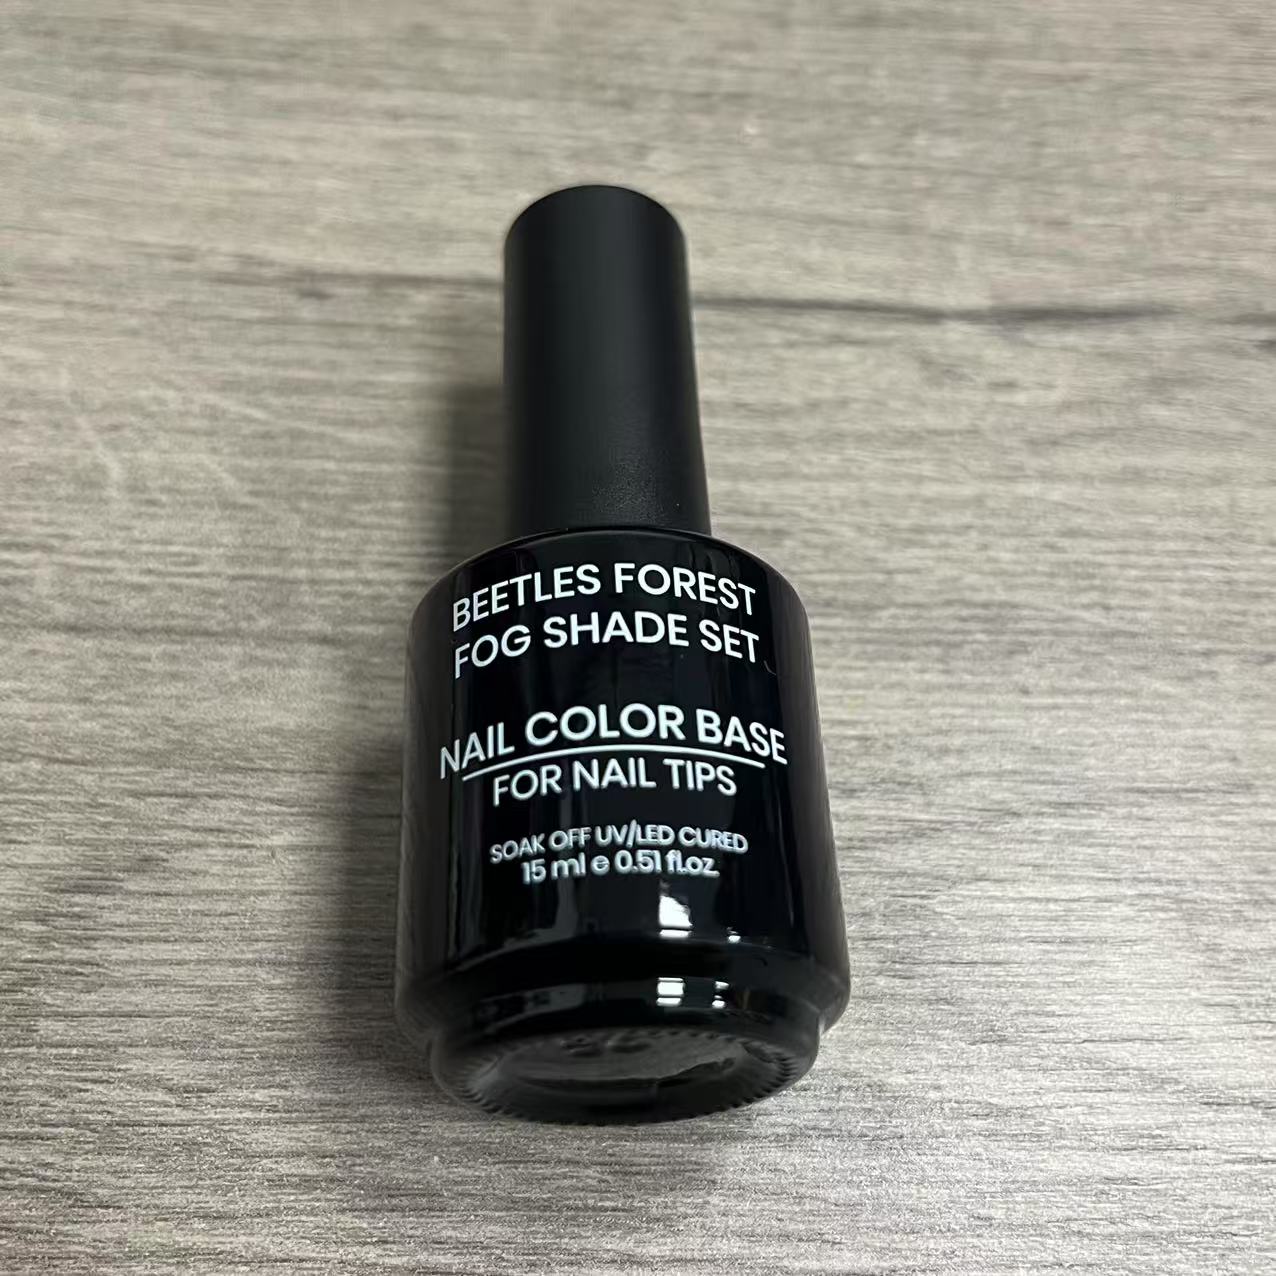 BEETLES FOREST
FOG SHADE SET
NAIL COLOR BASE
FOR NAIL TIPS
SOAK OFF UV/LED CURED
15 ml e 0.51 fl.oz